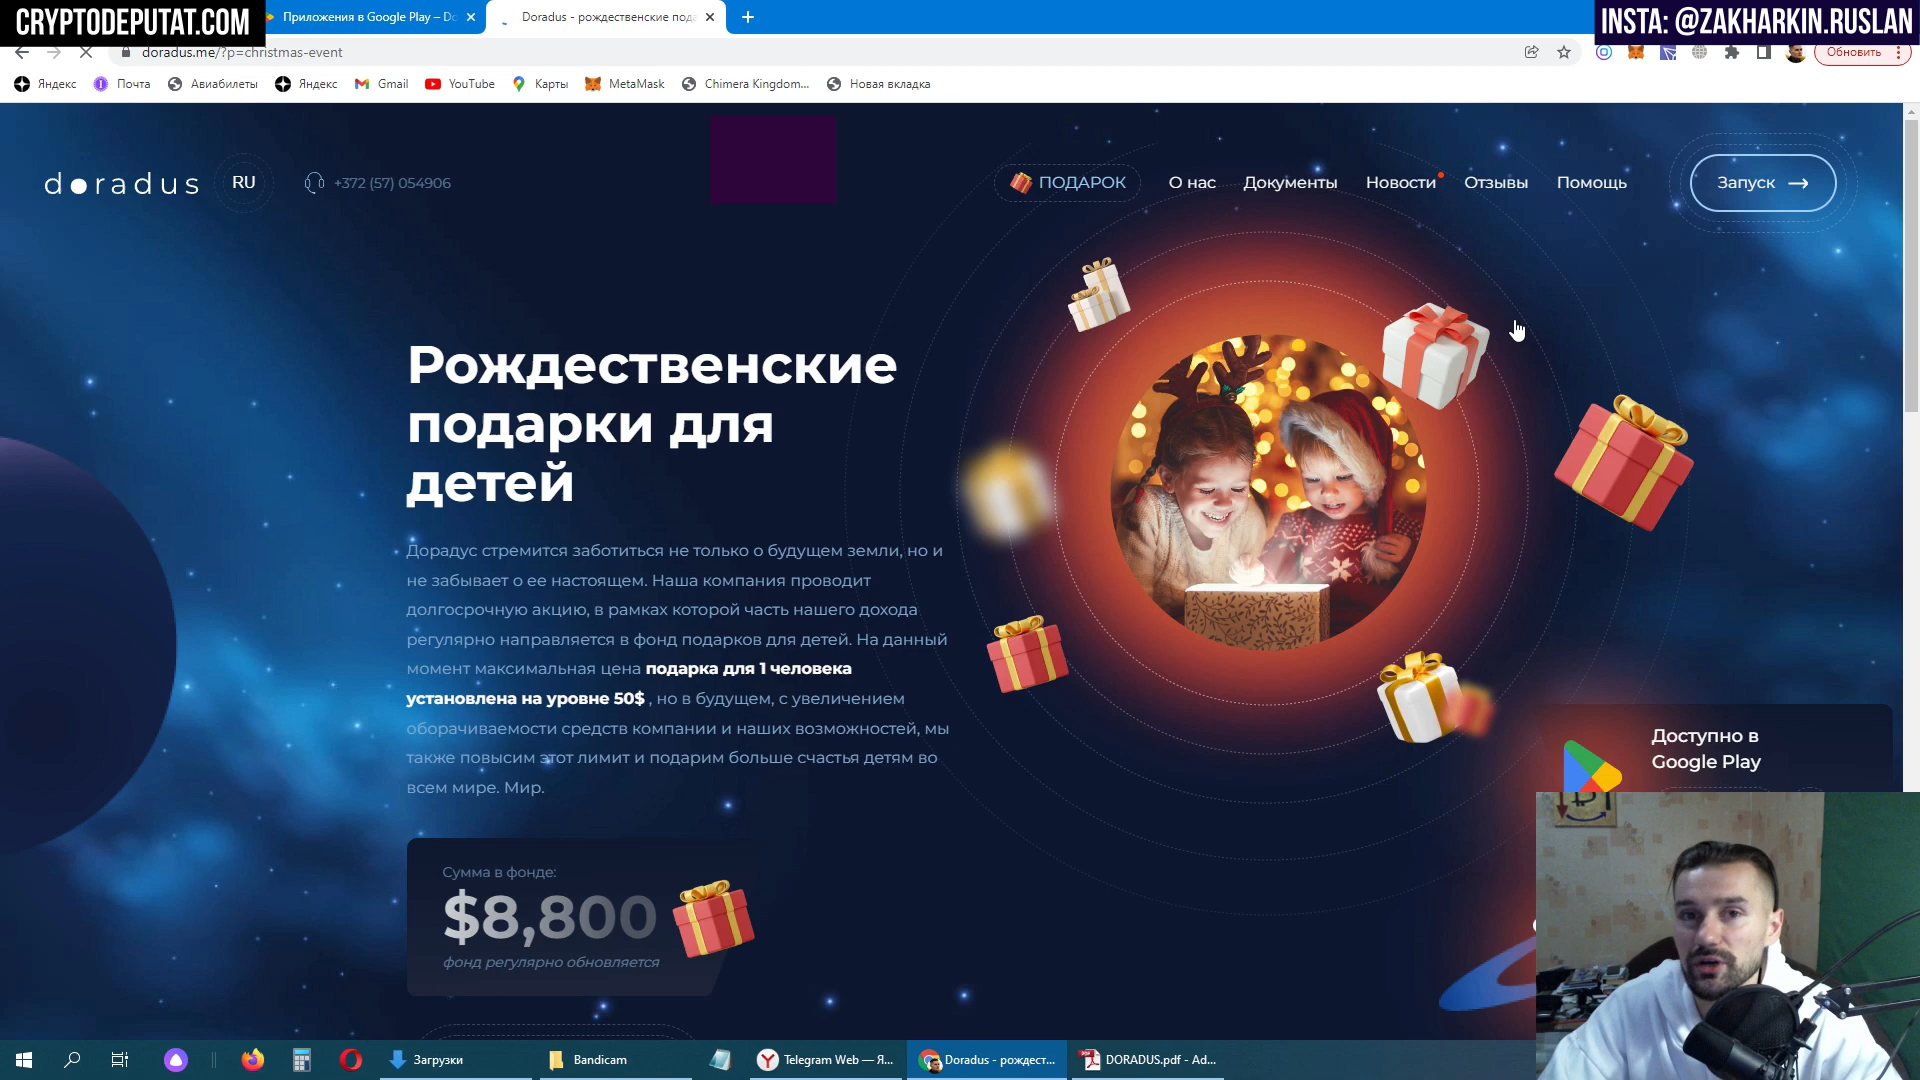 CRYPTODEPUTAT.COM
Приложения в Google Play – Do
Doradus - рождественские пода
INSTA: @ZAKHARKIN.RUSLAN
doradus.me/?p=christmas-event
Обновить
Яндекс
Почта
Авиабилеты
Яндекс
Gmail
YouTube
Карты
MetaMask
Chimera Kingdom...
Новая вкладка
doradus
RU
+372 (57) 054906
ПОДАРОК
О нас
Документы
Новости
Отзывы
Помощь
Запуск
Рождественские
подарки для
детей
Дорадус стремится заботиться не только о будущем земли, но и
не забывает о ее настоящем. Наша компания проводит
долгосрочную акцию, в рамках которой часть нашего дохода
регулярно направляется в фонд подарков для детей. На данный
момент максимальная цена подарка для 1 человека
установлена на уровне 50$ , но в будущем, с увеличением
оборачиваемости средств компании и наших возможностей, мы
также повысим этот лимит и подарим больше счастья детям во
всем мире. Мир.
Доступно в
Google Play
Сумма в фонде:
$8,800
фонд регулярно обновляется
Загрузки
Bandicam
Telegram Web — Я...
Doradus - рождест...
DORADUS.pdf - Ad...